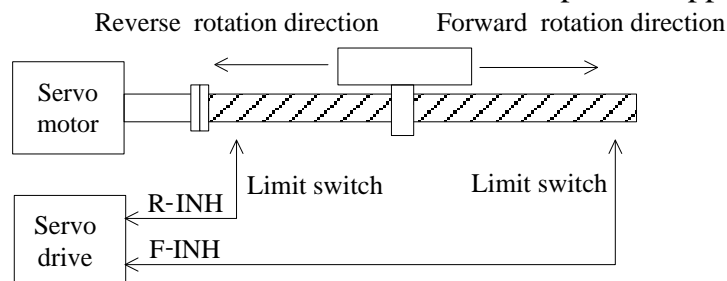 Reverse rotation direction
Forward rotation direction
Servo
motor
Limit switch
Limit switch
R-INH
Servo
drive
F-INH